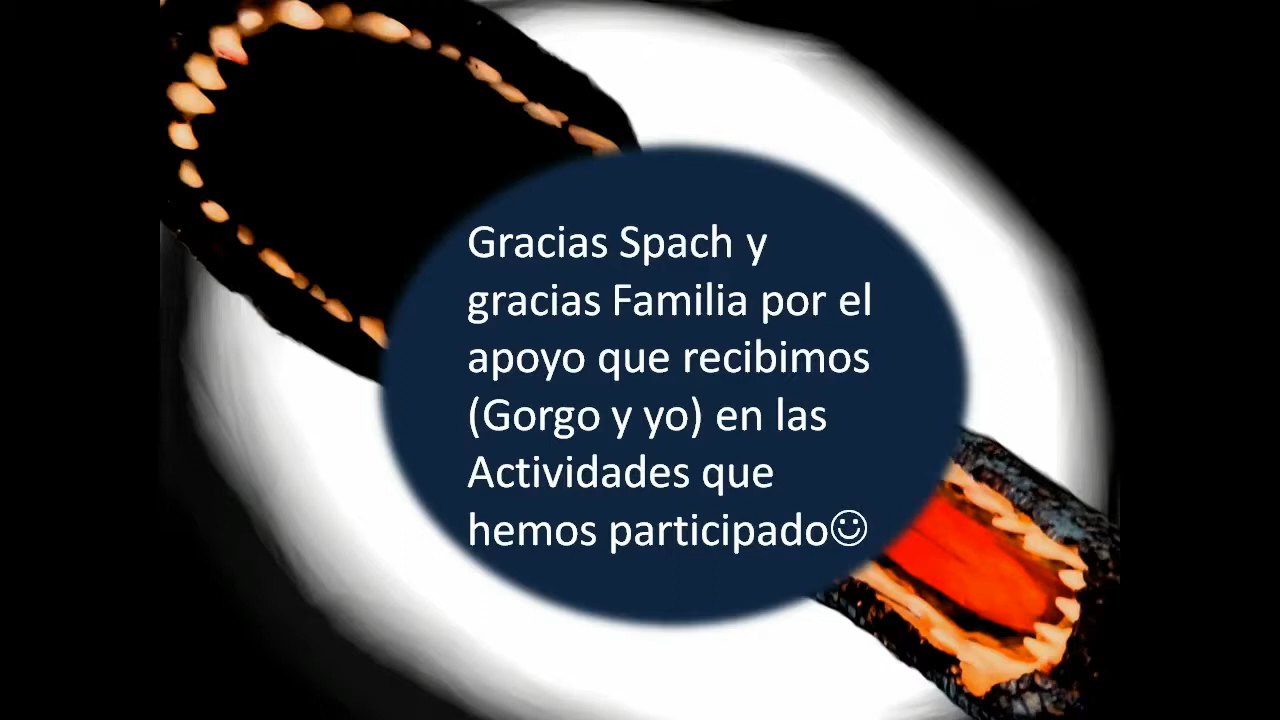 Gracias Spach y
gracias Familia por el
apoyo que recibimos
(Gorgo y yo) en las
Actividades que
hemos participado☺